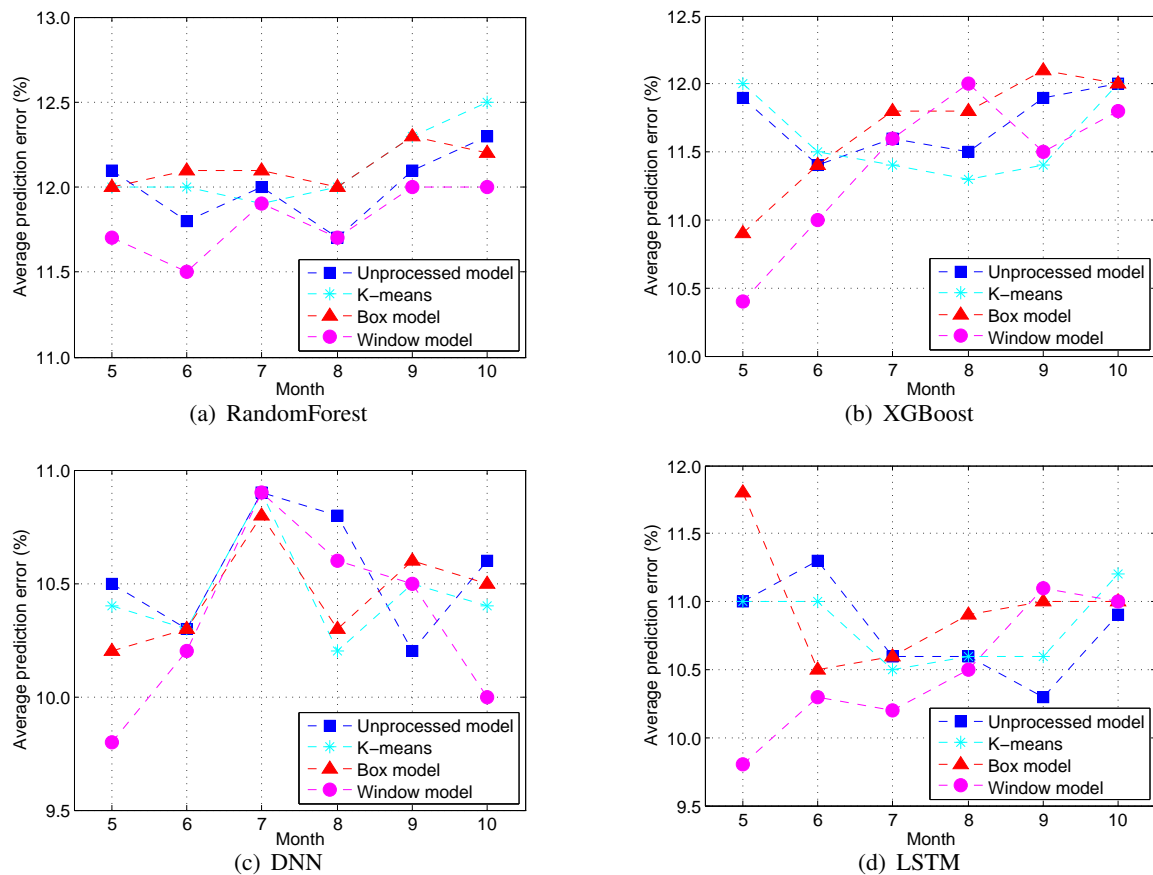 13.0
12.5
12.0
11.5
11.0
Average prediction error (%)
5 6 7 8 9 10
Month
Unprocessed model
K−means
Box model
Window model
(a) RandomForest
12.5
12.0
11.5
11.0
10.5
10.0
Average prediction error (%)
5 6 7 8 9 10
Month
Unprocessed model
K−means
Box model
Window model
(b) XGBoost
11.0
10.5
10.0
9.5
Average prediction error (%)
5 6 7 8 9 10
Month
Unprocessed model
K−means
Box model
Window model
(c) DNN
12.0
11.5
11.0
10.5
10.0
9.5
Average prediction error (%)
5 6 7 8 9 10
Month
Unprocessed model
K−means
Box model
Window model
(d) LSTM